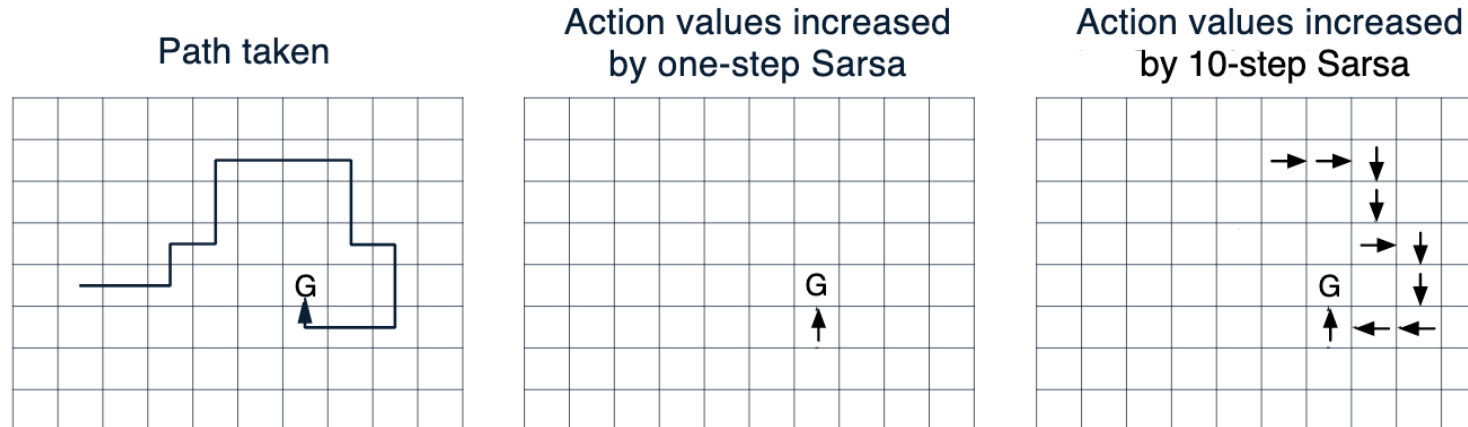 Path taken
Action values increased
by one-step Sarsa
Action values increased
by 10-step Sarsa
G
G
G